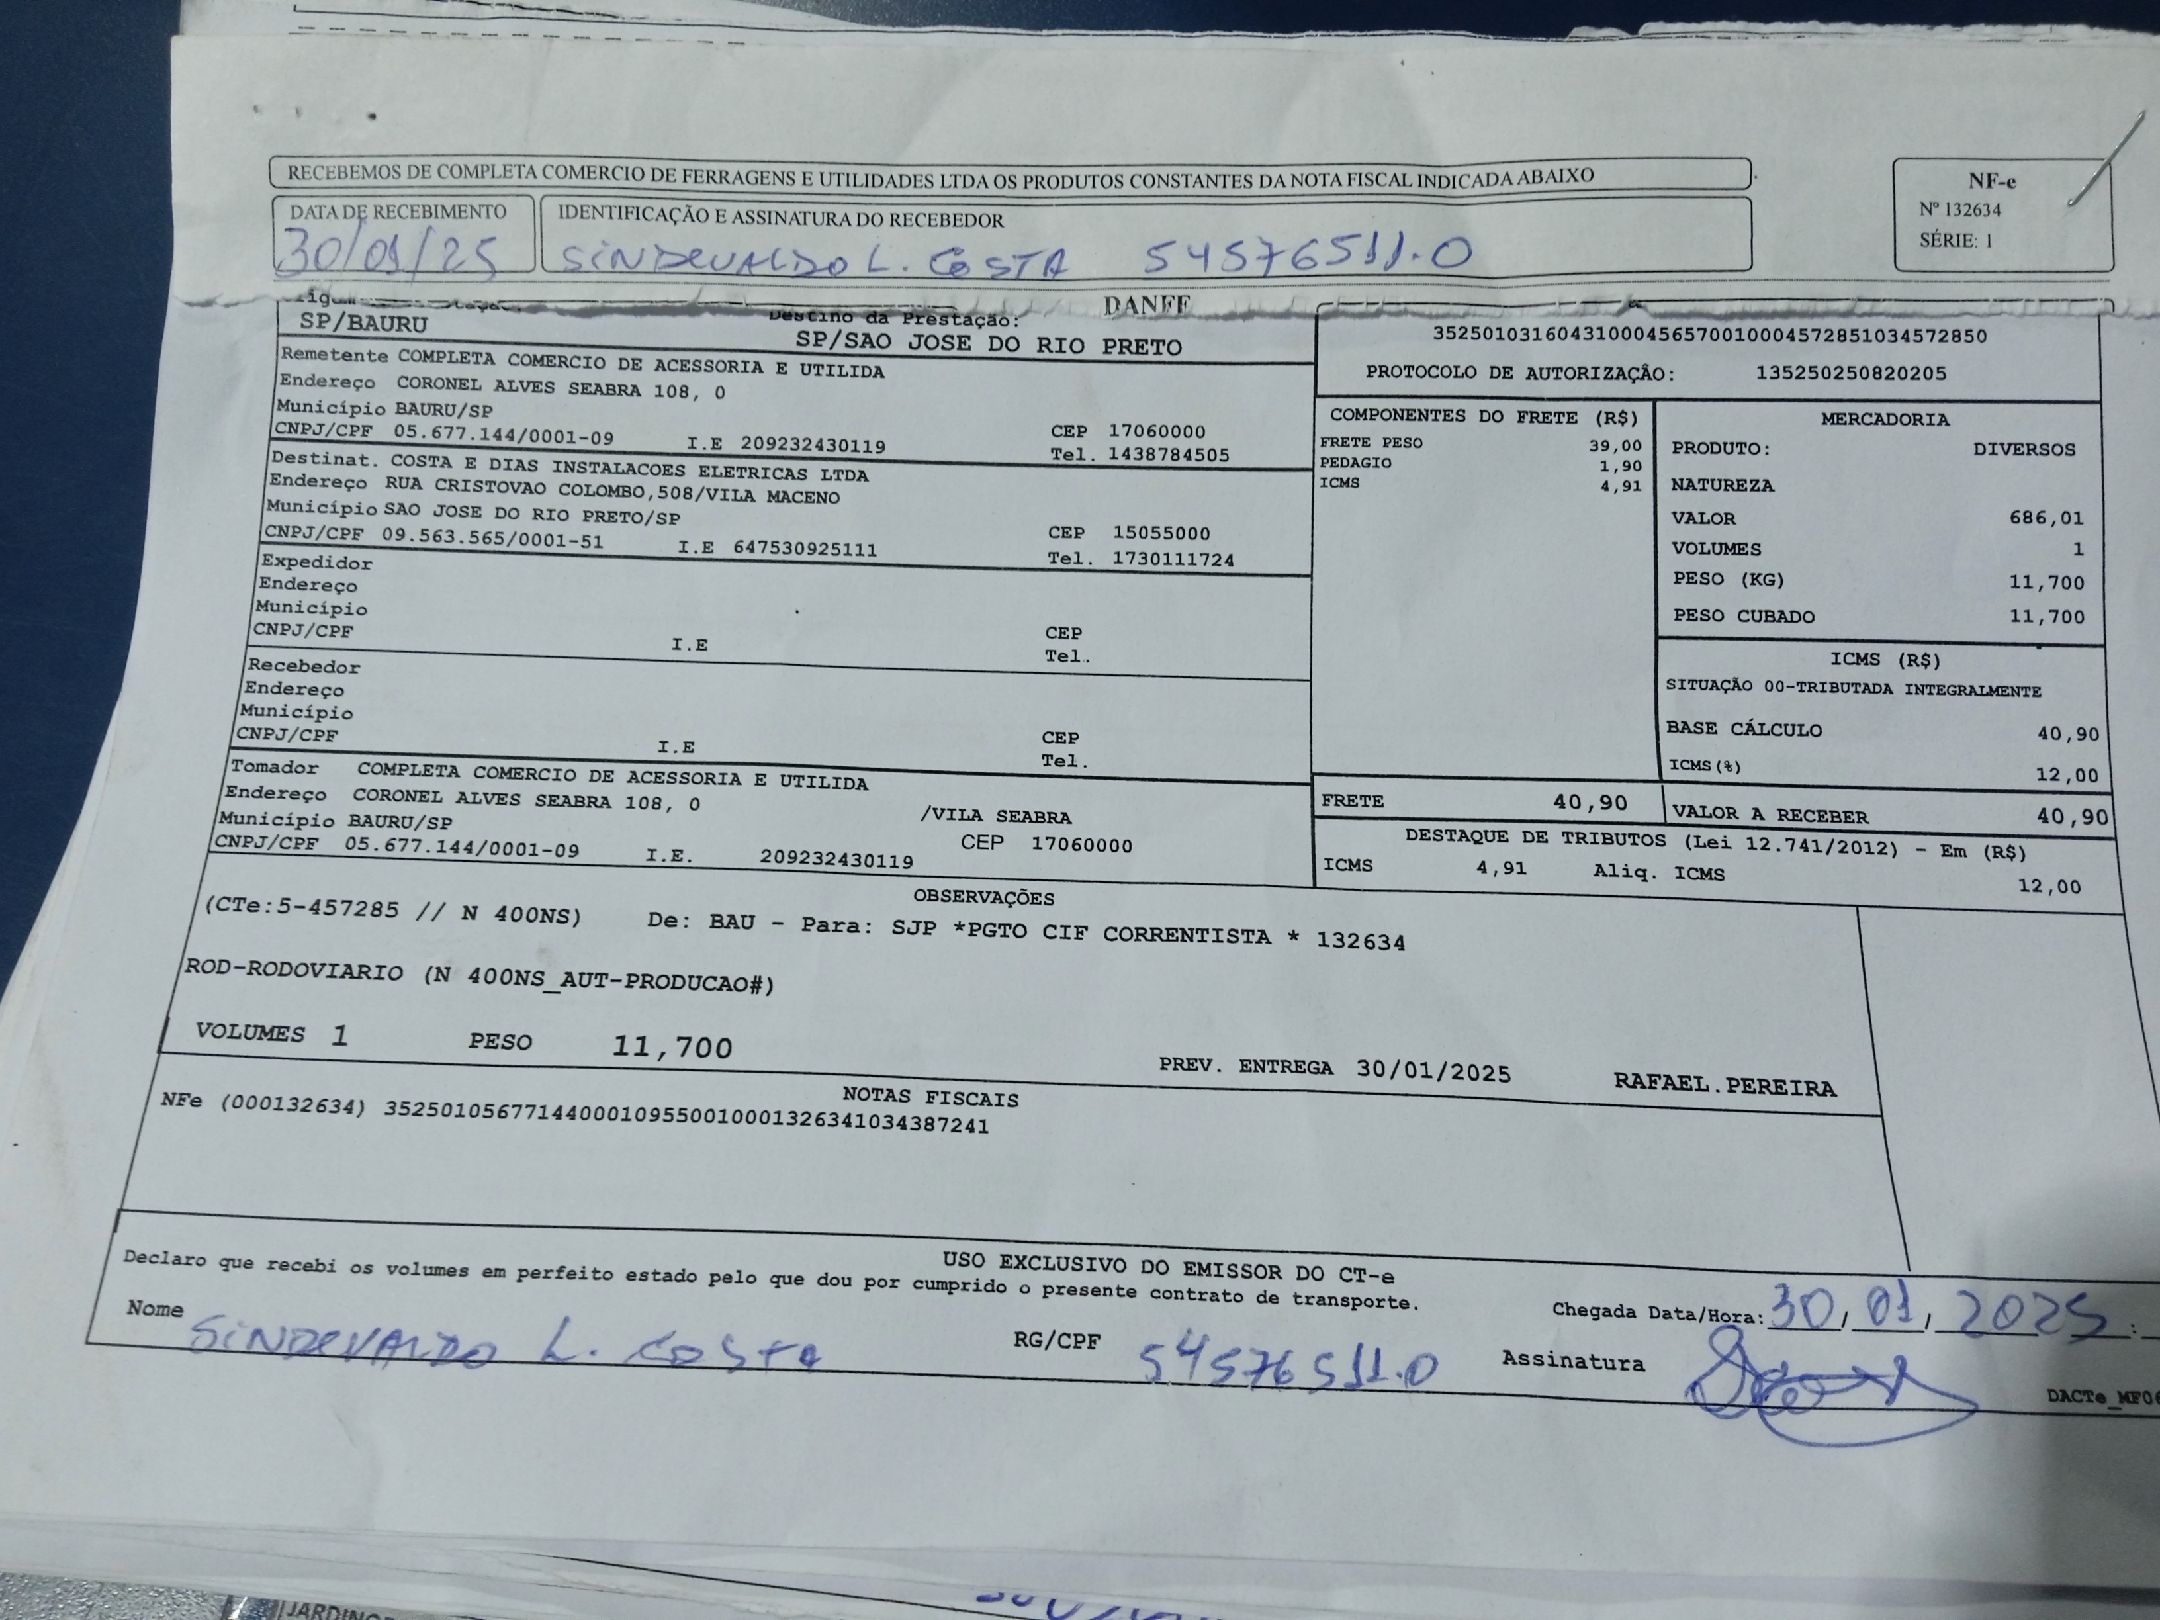 RECEBEMOS DE COMPLETA COMERCIO DE FERRAGENS E UTILIDADES LTDA OS PRODUTOS CONSTANTES DA NOTA FISCAL INDICADA ABAIXO
NF-e
Nº 132634
SÉRIE: 1
DATA DE RECEBIMENTO
30/01/25
IDENTIFICAÇÃO E ASSINATURA DO RECEBEDOR
SINDEVALDO L. COSTA 54576511.0
DANFE
SP/BAURU
Destino da Prestação:
SP/SAO JOSE DO RIO PRETO
Remetente COMPLETA COMERCIO DE ACESSORIA E UTILIDA
Endereço CORONEL ALVES SEABRA 108, 0
Município BAURU/SP
CEP 17060000
CNPJ/CPF 05.677.144/0001-09 I.E 209232430119 Tel. 1438784505
Destinat. COSTA E DIAS INSTALACOES ELETRICAS LTDA
Endereço RUA CRISTOVAO COLOMBO,508/VILA MACENO
Município SAO JOSE DO RIO PRETO/SP
CEP 15055000
CNPJ/CPF 09.563.565/0001-51 I.E 647530925111 Tel. 1730111724
Expedidor
Endereço
Município
CEP
CNPJ/CPF I.E Tel.
Recebedor
Endereço
Município
CEP
CNPJ/CPF I.E Tel.
Tomador COMPLETA COMERCIO DE ACESSORIA E UTILIDA
Endereço CORONEL ALVES SEABRA 108, 0 /VILA SEABRA
Município BAURU/SP CEP 17060000
CNPJ/CPF 05.677.144/0001-09 I.E. 209232430119
35250103160431000456570010004572851034572850
PROTOCOLO DE AUTORIZAÇÃO: 135250250820205
COMPONENTES DO FRETE (R$)
FRETE PESO 39,00
PEDAGIO 1,90
ICMS 4,91
MERCADORIA
PRODUTO: DIVERSOS
NATUREZA
VALOR 686,01
VOLUMES 1
PESO (KG) 11,700
PESO CUBADO 11,700
ICMS (R$)
SITUAÇÃO 00-TRIBUTADA INTEGRALMENTE
BASE CÁLCULO 40,90
ICMS(%) 12,00
FRETE 40,90
VALOR A RECEBER 40,90
DESTAQUE DE TRIBUTOS (Lei 12.741/2012) - Em (R$)
ICMS 4,91 Aliq. ICMS 12,00
OBSERVAÇÕES
(CTe:5-457285 // N 400NS) De: BAU - Para: SJP *PGTO CIF CORRENTISTA * 132634
ROD-RODOVIARIO (N 400NS_AUT-PRODUCAO#)
VOLUMES 1 PESO 11,700 PREV. ENTREGA 30/01/2025 RAFAEL.PEREIRA
NOTAS FISCAIS
NFe (000132634) 35250105677144000109550010001326341034387241
USO EXCLUSIVO DO EMISSOR DO CT-e
Declaro que recebi os volumes em perfeito estado pelo que dou por cumprido o presente contrato de transporte.
Chegada Data/Hora: 30/01/2025 :
Nome SINDEVALDO L. COSTA RG/CPF 54576511.0 Assinatura